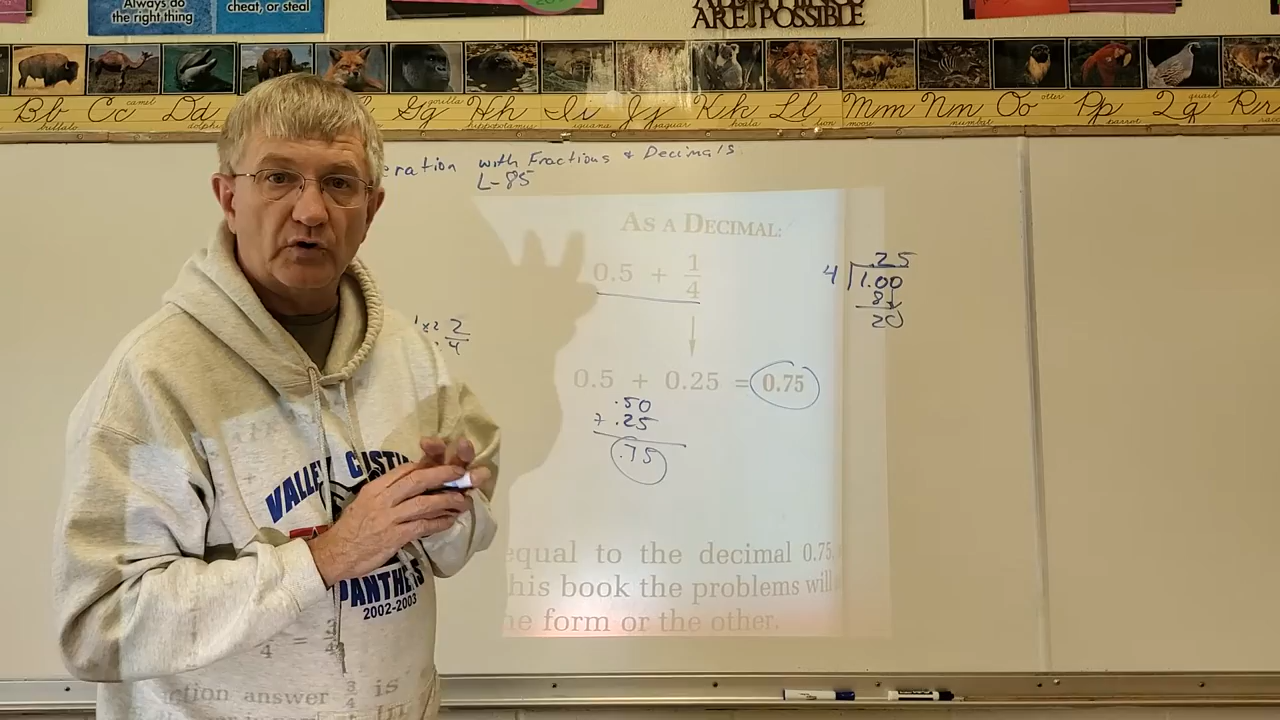 Always do
the right thing
cheat, or steal
ARE POSSIBLE
Bb Cc Dd Gg Hh Ii Jj Kk Ll Mm Nn Oo Pp Qq Rr
buffalo camel dolphin gorilla hippopotamus iguana jaguar koala lion moose numbat otter parrot quail
eration with Fractions & Decimals
L-85
AS A DECIMAL:
0.5 + 1/4
.25
4 1.00
8
20
x2 2/4
0.5 + 0.25 = 0.75
.50
+ .25
.75
equal to the decimal 0.75.
his book the problems will
e form or the other.
VALLEY
PANTHERS
2002-2003
4 =
ction answer 3/4 is